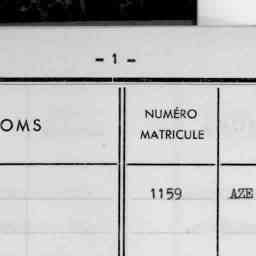 - 1 -
OMS
NUMÉRO
MATRICULE
1159
AZE